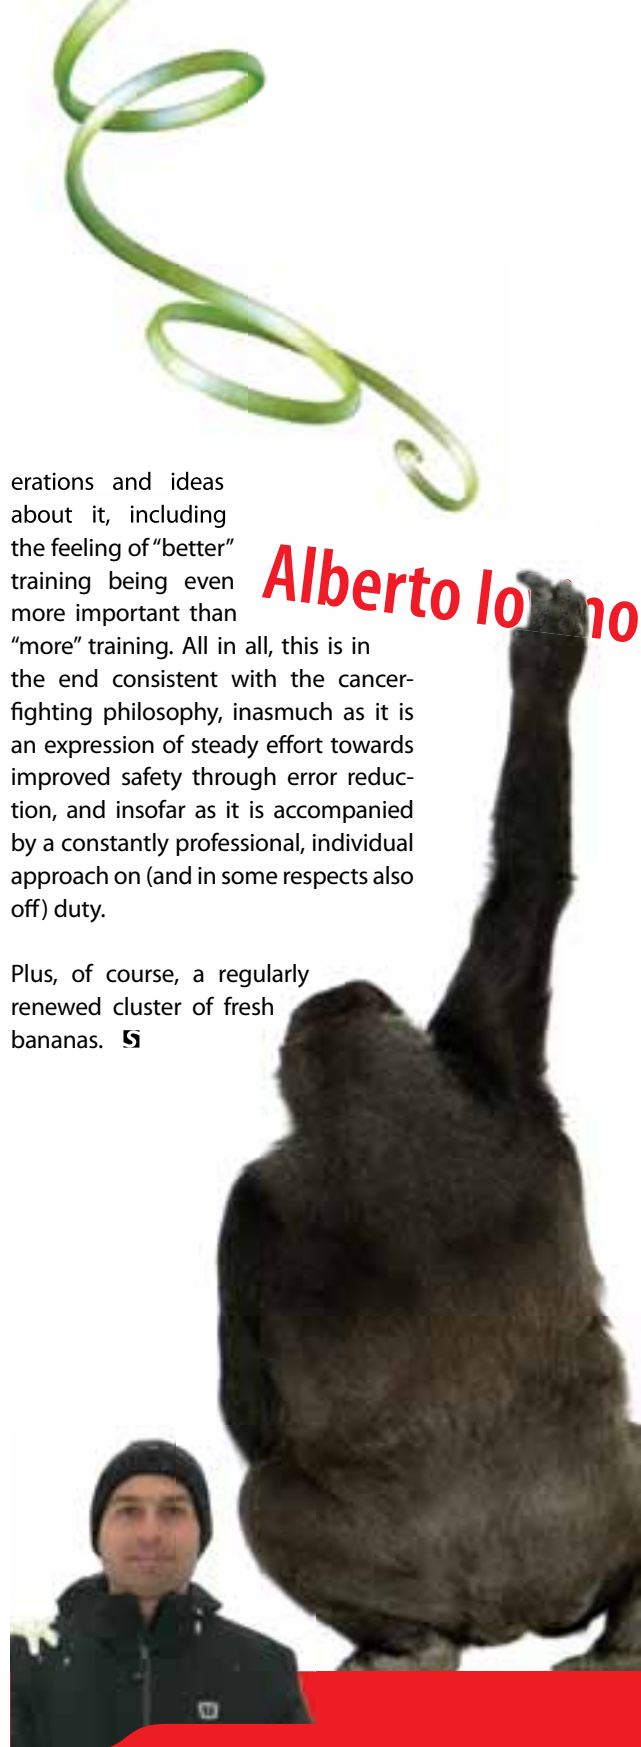 erations and ideas
about it, including
the feeling of “better”
training being even
more important than
“more” training. All in all, this is in
the end consistent with the cancer-
fighting philosophy, inasmuch as it is
an expression of steady effort towards
improved safety through error reduc-
tion, and insofar as it is accompanied
by a constantly professional, individual
approach on (and in some respects also
off) duty.
Plus, of course, a regularly
renewed cluster of fresh
bananas.
Alberto